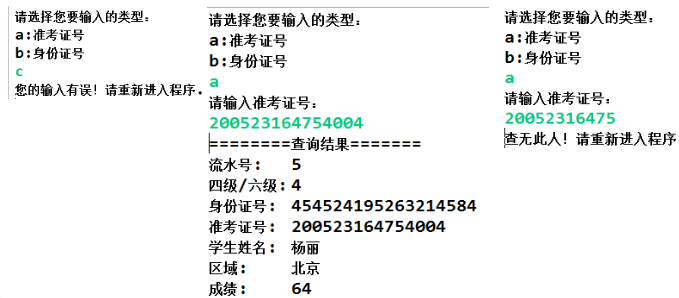 请选择您要输入的类型:
a:准考证号
b:身份证号
c
您的输入有误！请重新进入程序.
请选择您要输入的类型:
a:准考证号
b:身份证号
a
请输入准考证号:
200523164754004
========查询结果=======
流水号: 5
四级/六级:4
身份证号: 454524195263214584
准考证号: 200523164754004
学生姓名: 杨丽
区域: 北京
成绩: 64
请选择您要输入的类型:
a:准考证号
b:身份证号
a
请输入准考证号:
20052316475
查无此人！请重新进入程序